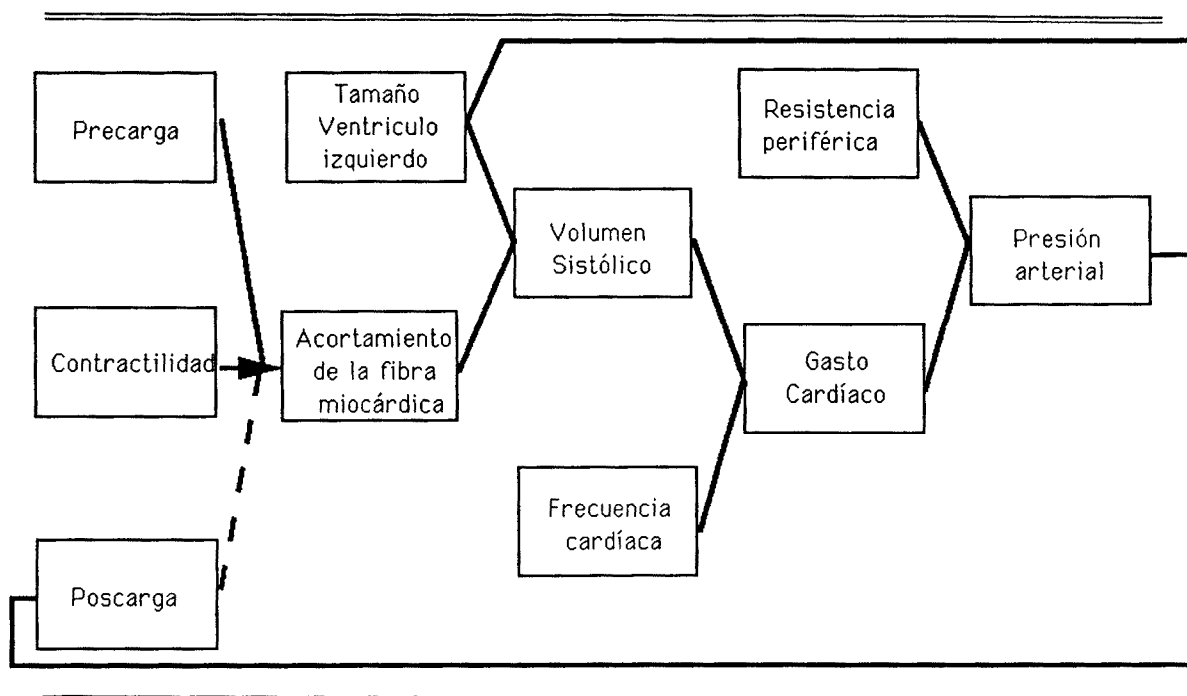 Precarga
Tamaño
Ventriculo
izquierdo
Resistencia
periférica
Volumen
Sistólico
Presión
arterial
Contractilidad
Acortamiento
de la fibra
miocárdica
Gasto
Cardíaco
Frecuencia
cardíaca
Poscarga